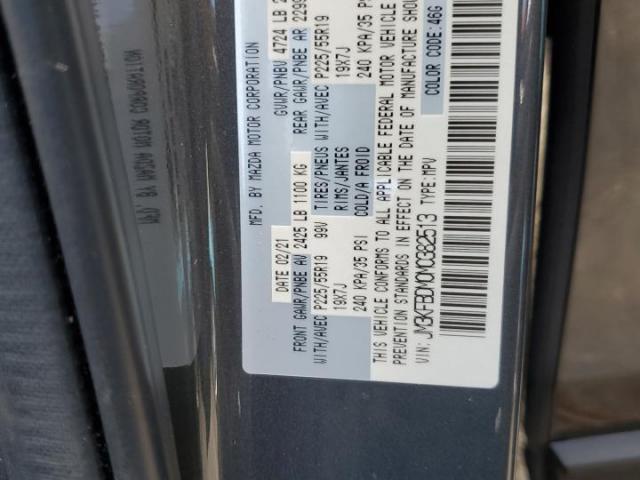 MFD. BY MAZDA MOTOR CORPORATION
DATE 02/21 GVWR/PNBV 4724 LB
FRONT GAWR/PNBE AV 2425 LB 1100 KG REAR GAWR/PNBE AR 2299
WITH/AVEC P225/55R19 99V TIRES/PNEUS WITH/AVEC P225/55R19
19X7J RIMS/JANTES 19X7J
240 KPA/35 PSI COLD/A FROID 240 KPA/35 PS
THIS VEHICLE CONFORMS TO ALL APPLICABLE FEDERAL MOTOR VEHICLE
PREVENTION STANDARDS IN EFFECT ON THE DATE OF MANUFACTURE SHOWN
VIN: JM3KFBDM0M0382513 TYPE: MPV COLOR CODE: 46G